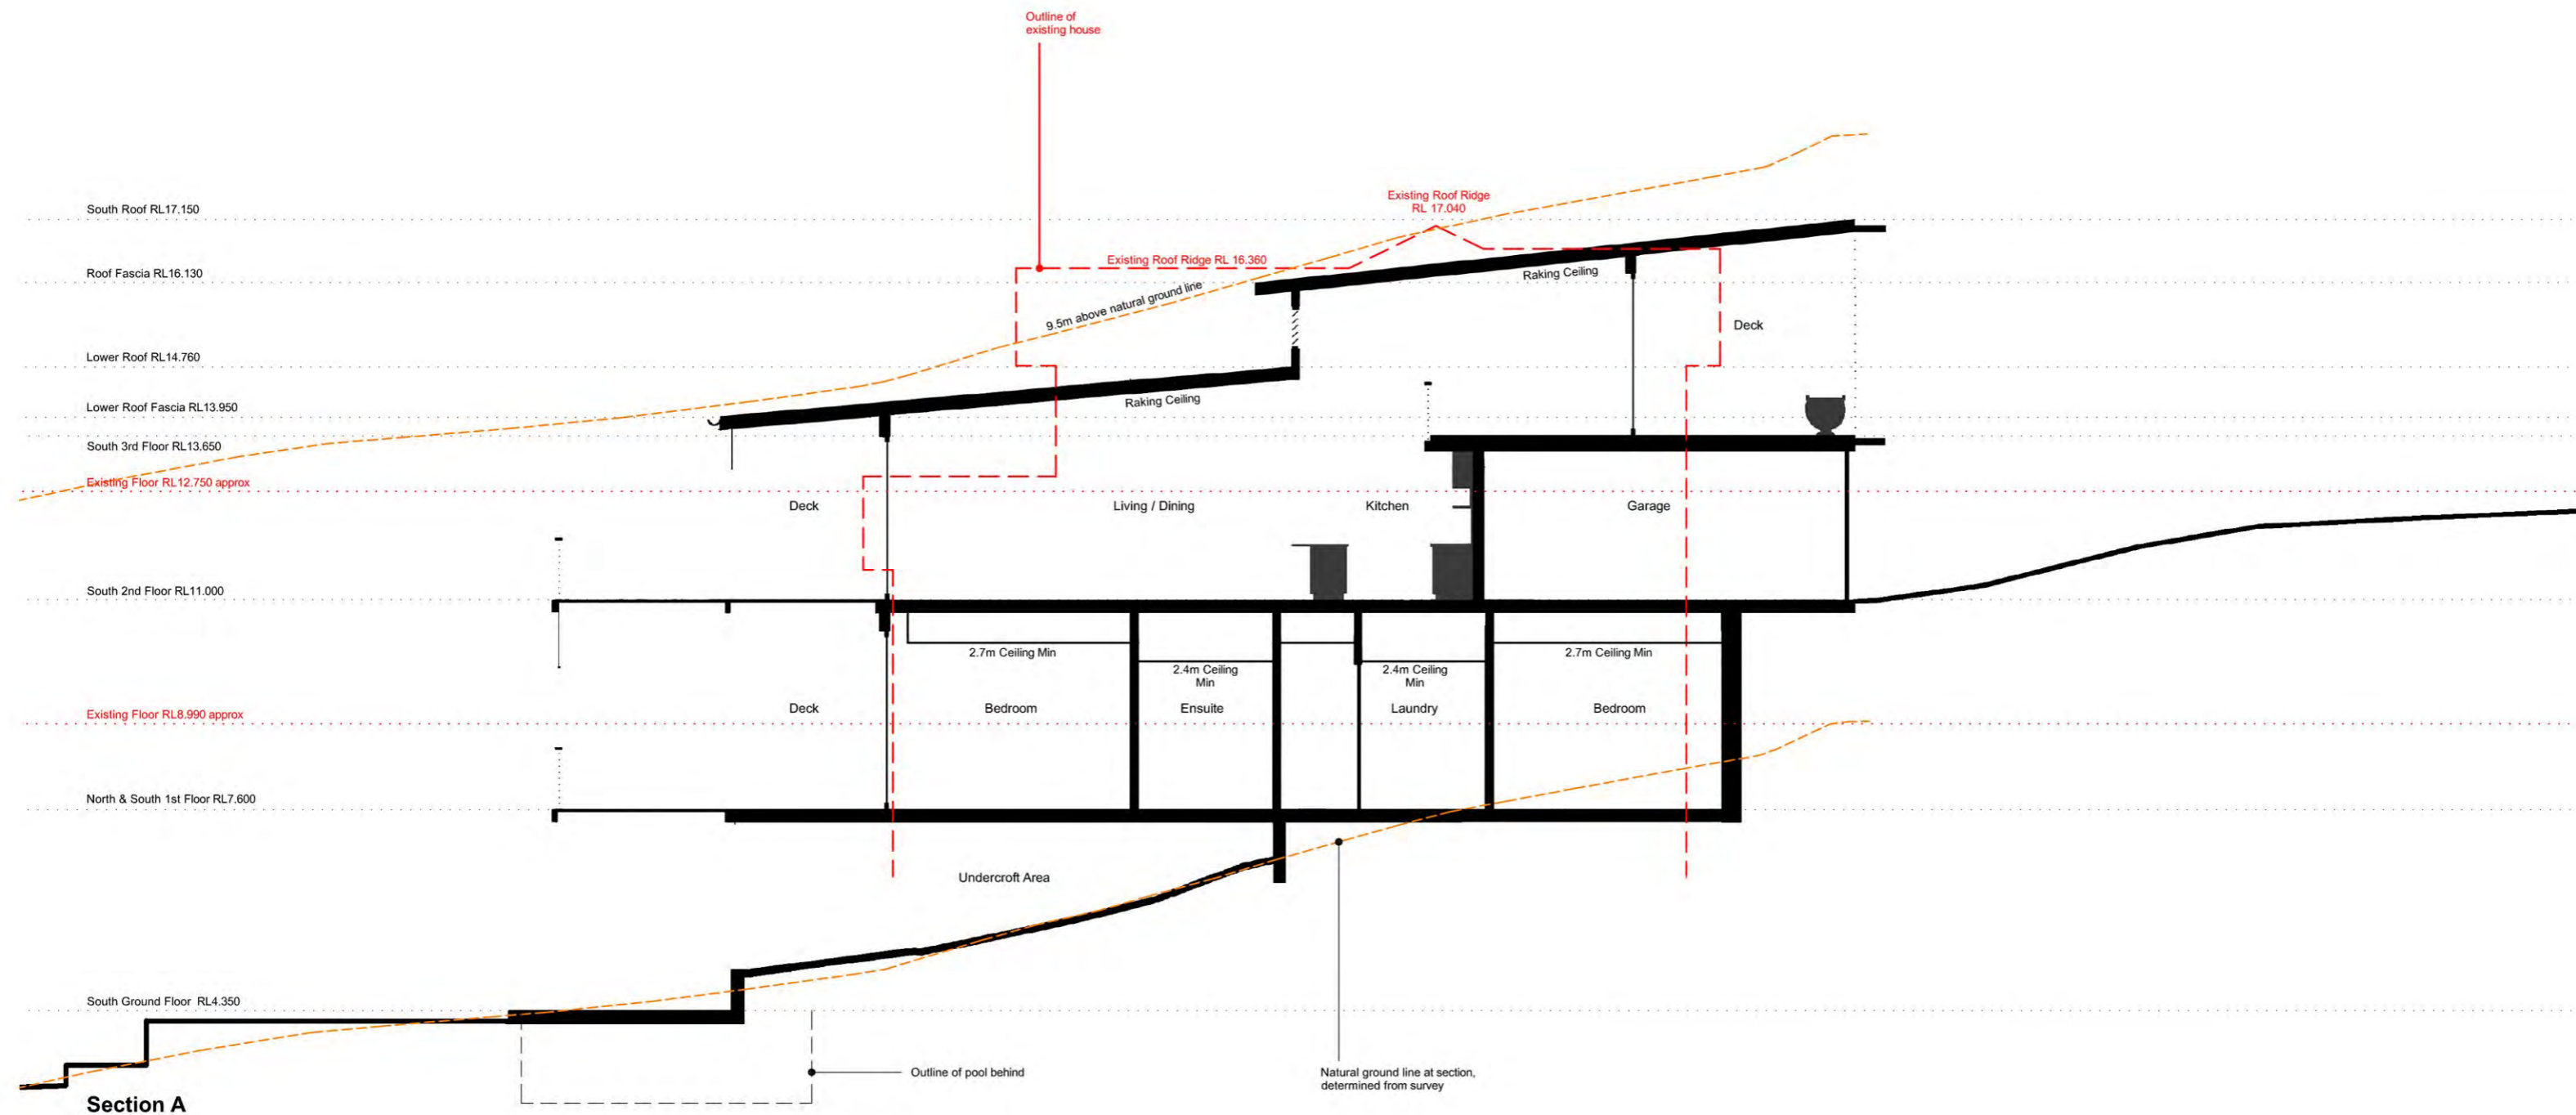 Outline of
existing house
Existing Roof Ridge
RL 17.040
South Roof RL17.150
Existing Roof Ridge RL 16.360
Roof Fascia RL16.130
Raking Ceiling
9.5m above natural ground line
Deck
Lower Roof RL14.760
Raking Ceiling
Lower Roof Fascia RL13.950
South 3rd Floor RL13.650
Existing Floor RL12.750 approx
Deck
Living / Dining
Kitchen
Garage
South 2nd Floor RL11.000
2.7m Ceiling Min
2.4m Ceiling
Min
2.4m Ceiling
Min
2.7m Ceiling Min
Existing Floor RL8.990 approx
Deck
Bedroom
Ensuite
Laundry
Bedroom
North & South 1st Floor RL7.600
Undercroft Area
South Ground Floor RL4.350
Outline of pool behind
Natural ground line at section,
determined from survey
Section A